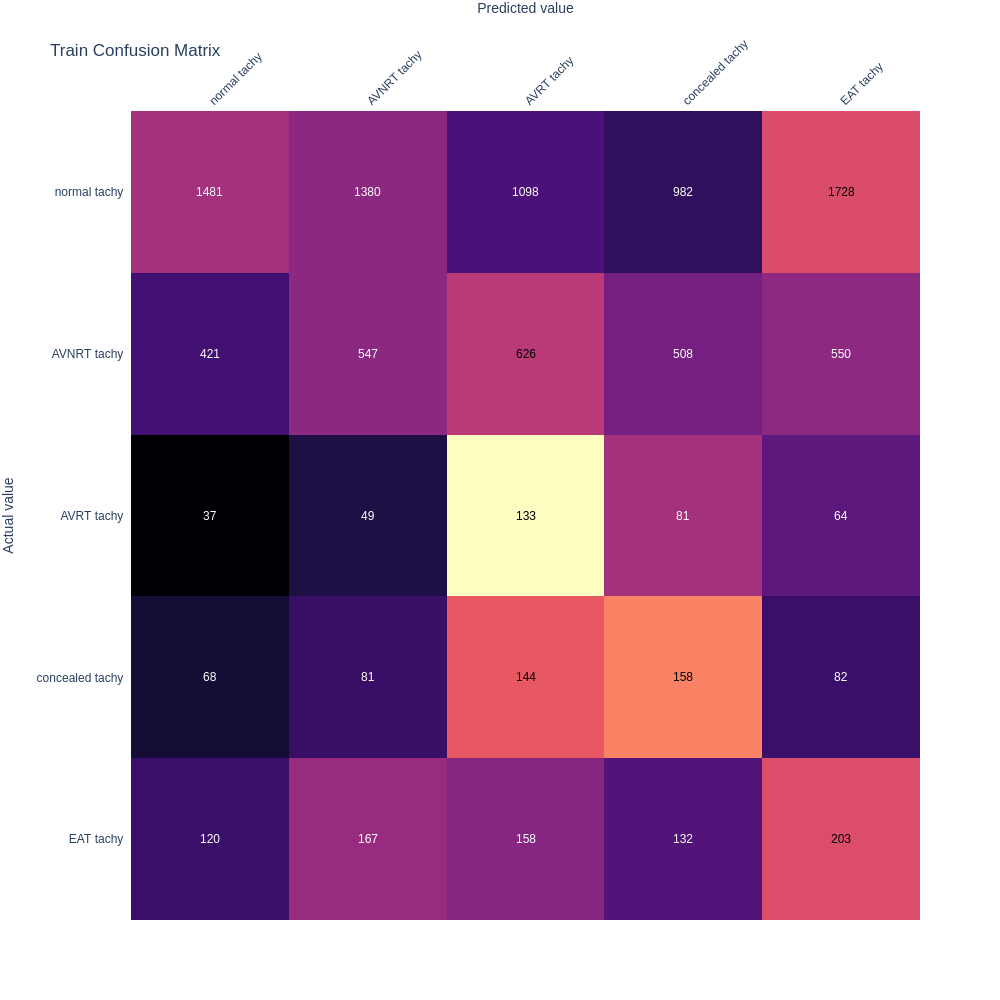 Predicted value
Train Confusion Matrix
normal tachy
AVNRT tachy
AVRT tachy
concealed tachy
EAT tachy
Actual value
normal tachy 1481 1380 1098 982 1728
AVNRT tachy 421 547 626 508 550
AVRT tachy 37 49 133 81 64
concealed tachy 68 81 144 158 82
EAT tachy 120 167 158 132 203